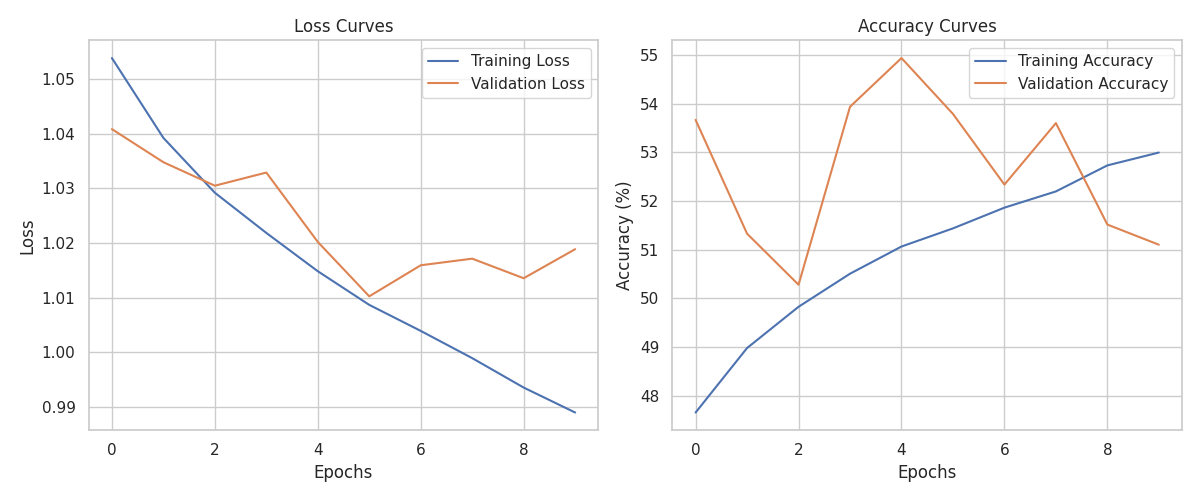 Loss Curves
Training Loss
Validation Loss
Loss
1.05
1.04
1.03
1.02
1.01
1.00
0.99
0 2 4 6 8
Epochs
Accuracy Curves
Training Accuracy
Validation Accuracy
Accuracy (%)
55
54
53
52
51
50
49
48
0 2 4 6 8
Epochs